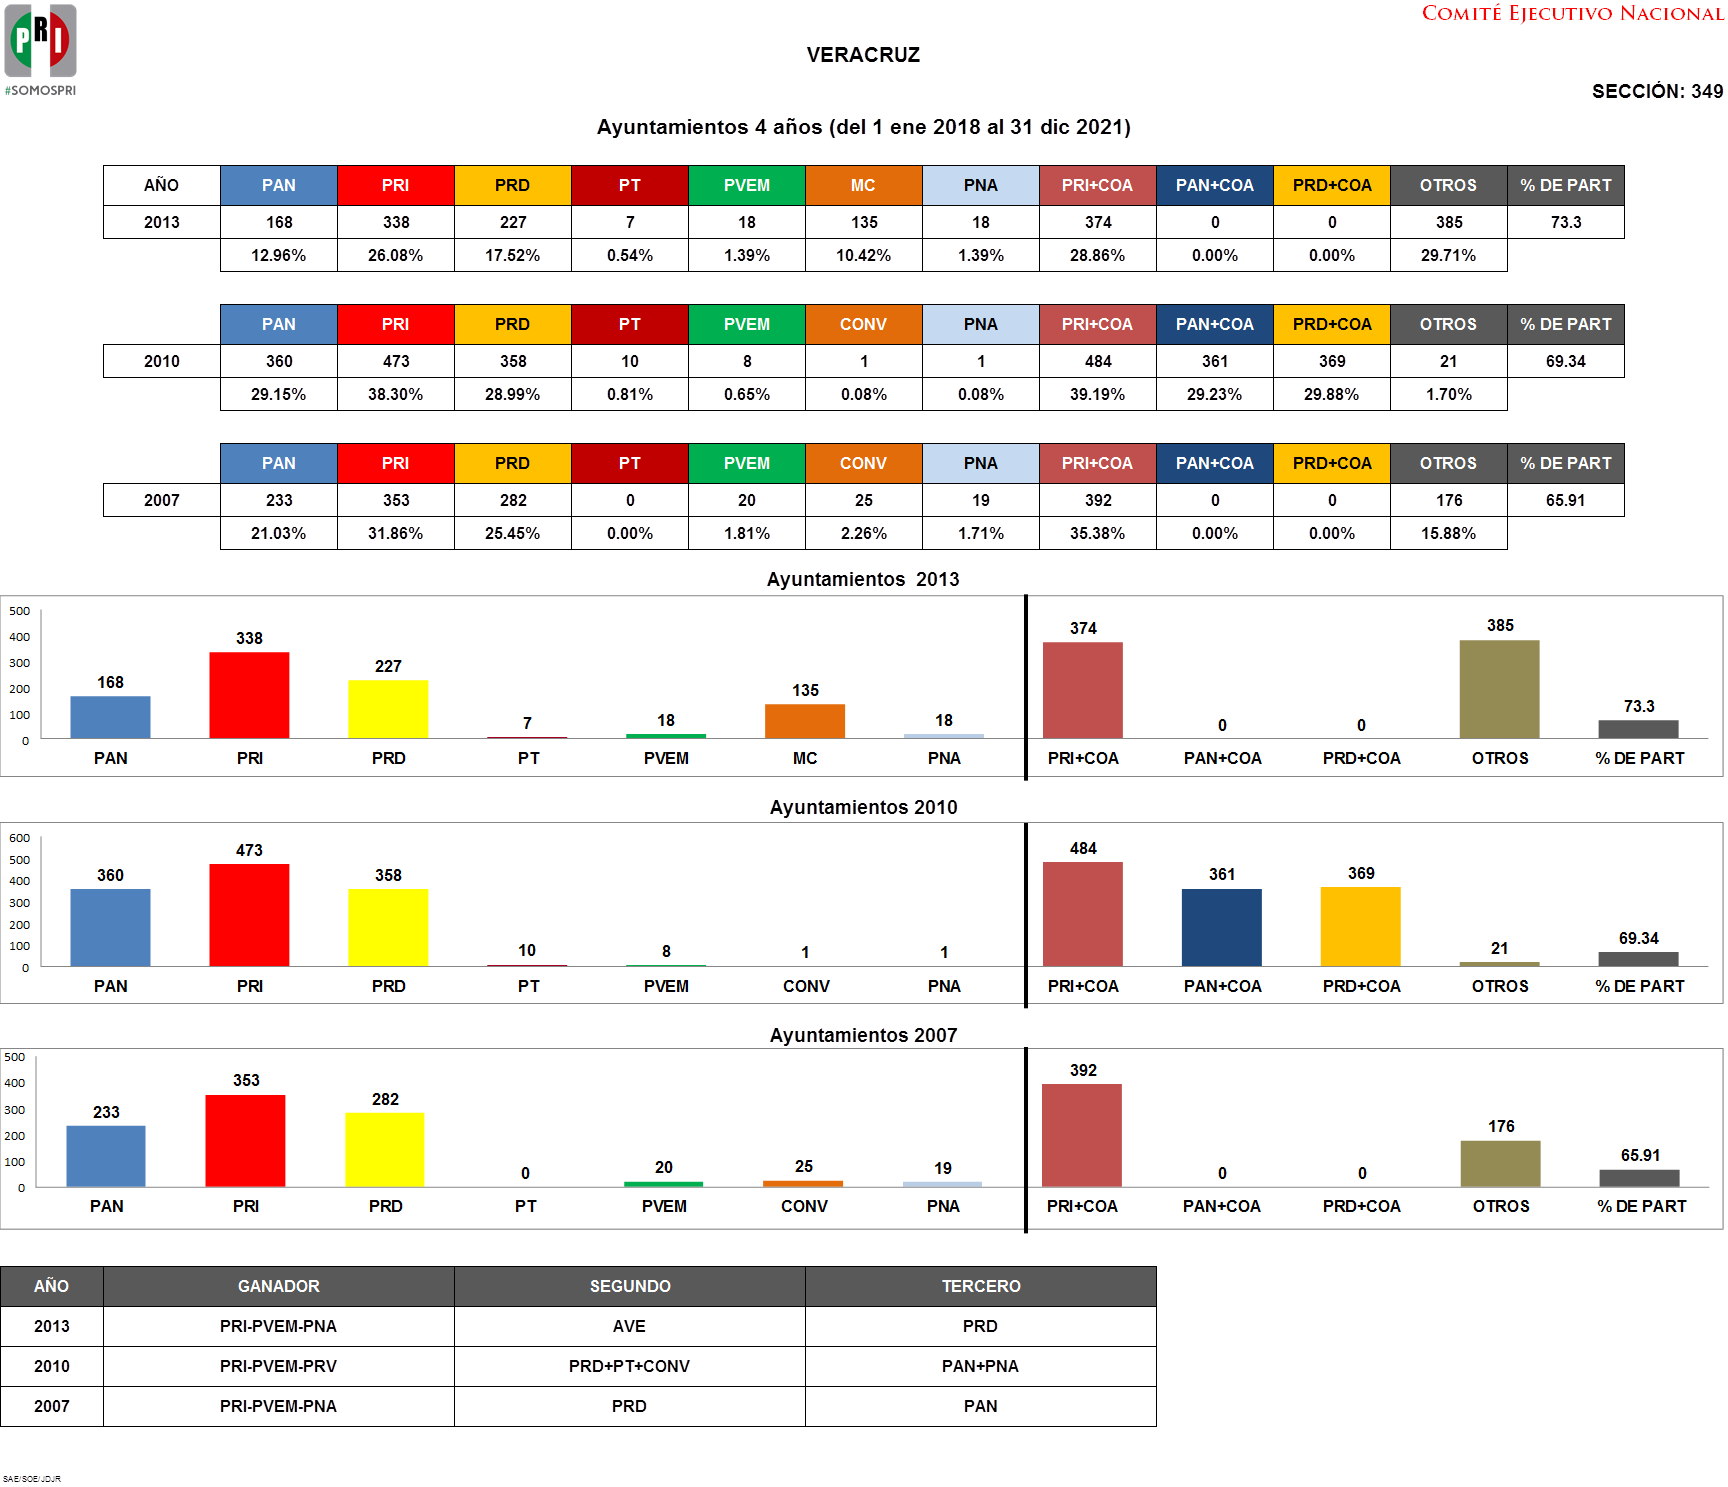 PRI
#SOMOSPRI
COMITÉ EJECUTIVO NACIONAL
VERACRUZ
SECCIÓN: 349
Ayuntamientos 4 años (del 1 ene 2018 al 31 dic 2021)
AÑO PAN PRI PRD PT PVEM MC PNA PRI+COA PAN+COA PRD+COA OTROS % DE PART
2013 168 338 227 7 18 135 18 374 0 0 385 73.3
12.96% 26.08% 17.52% 0.54% 1.39% 10.42% 1.39% 28.86% 0.00% 0.00% 29.71%
PAN PRI PRD PT PVEM CONV PNA PRI+COA PAN+COA PRD+COA OTROS % DE PART
2010 360 473 358 10 8 1 1 484 361 369 21 69.34
29.15% 38.30% 28.99% 0.81% 0.65% 0.08% 0.08% 39.19% 29.23% 29.88% 1.70%
PAN PRI PRD PT PVEM CONV PNA PRI+COA PAN+COA PRD+COA OTROS % DE PART
2007 233 353 282 0 20 25 19 392 0 0 176 65.91
21.03% 31.86% 25.45% 0.00% 1.81% 2.26% 1.71% 35.38% 0.00% 0.00% 15.88%
Ayuntamientos 2013
500
400
300
200
100
0
168 338 227 7 18 135 18 374 0 0 385 73.3
PAN PRI PRD PT PVEM MC PNA PRI+COA PAN+COA PRD+COA OTROS % DE PART
Ayuntamientos 2010
600
500
400
300
200
100
0
360 473 358 10 8 1 1 484 361 369 21 69.34
PAN PRI PRD PT PVEM CONV PNA PRI+COA PAN+COA PRD+COA OTROS % DE PART
Ayuntamientos 2007
500
400
300
200
100
0
233 353 282 0 20 25 19 392 0 0 176 65.91
PAN PRI PRD PT PVEM CONV PNA PRI+COA PAN+COA PRD+COA OTROS % DE PART
AÑO GANADOR SEGUNDO TERCERO
2013 PRI-PVEM-PNA AVE PRD
2010 PRI-PVEM-PRV PRD+PT+CONV PAN+PNA
2007 PRI-PVEM-PNA PRD PAN
SAE/SOE/JDJR